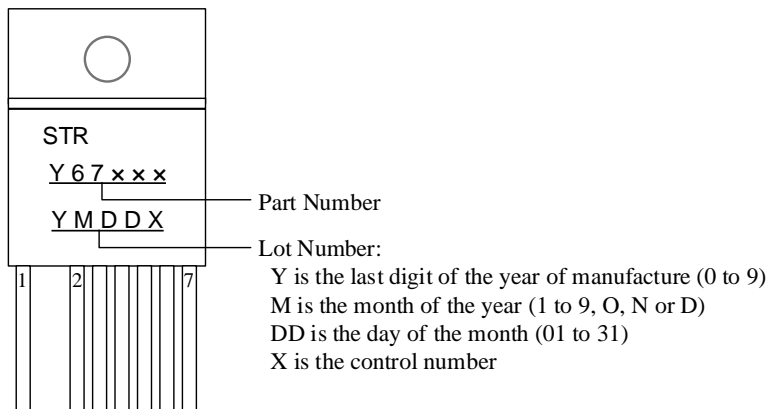 STR
Y 6 7 × × ×
Y M D D X
Part Number
Lot Number:
Y is the last digit of the year of manufacture (0 to 9)
M is the month of the year (1 to 9, O, N or D)
DD is the day of the month (01 to 31)
X is the control number
1 2 7